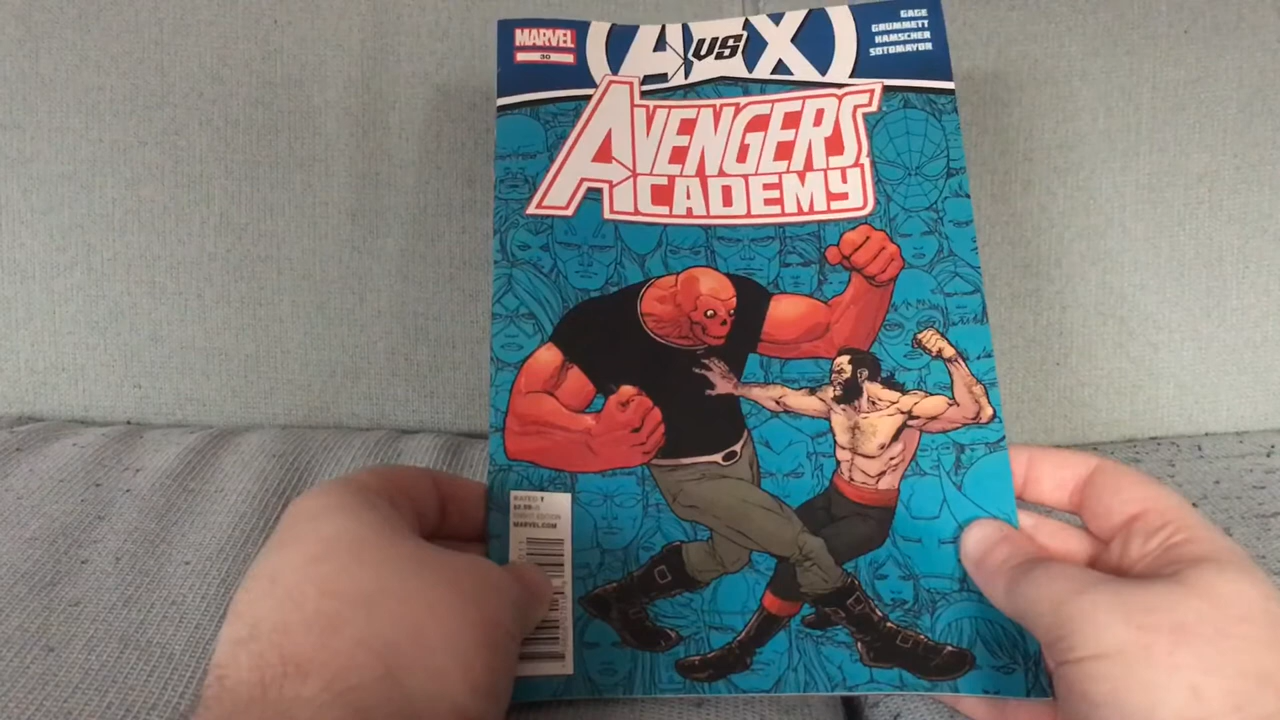 MARVEL
30
A VS X
GAGE
GRUMMETT
HAMSCHER
SOTOMAYOR
AVENGERS
ACADEMY
RATED T
DIRECT EDITION
MARVEL.COM